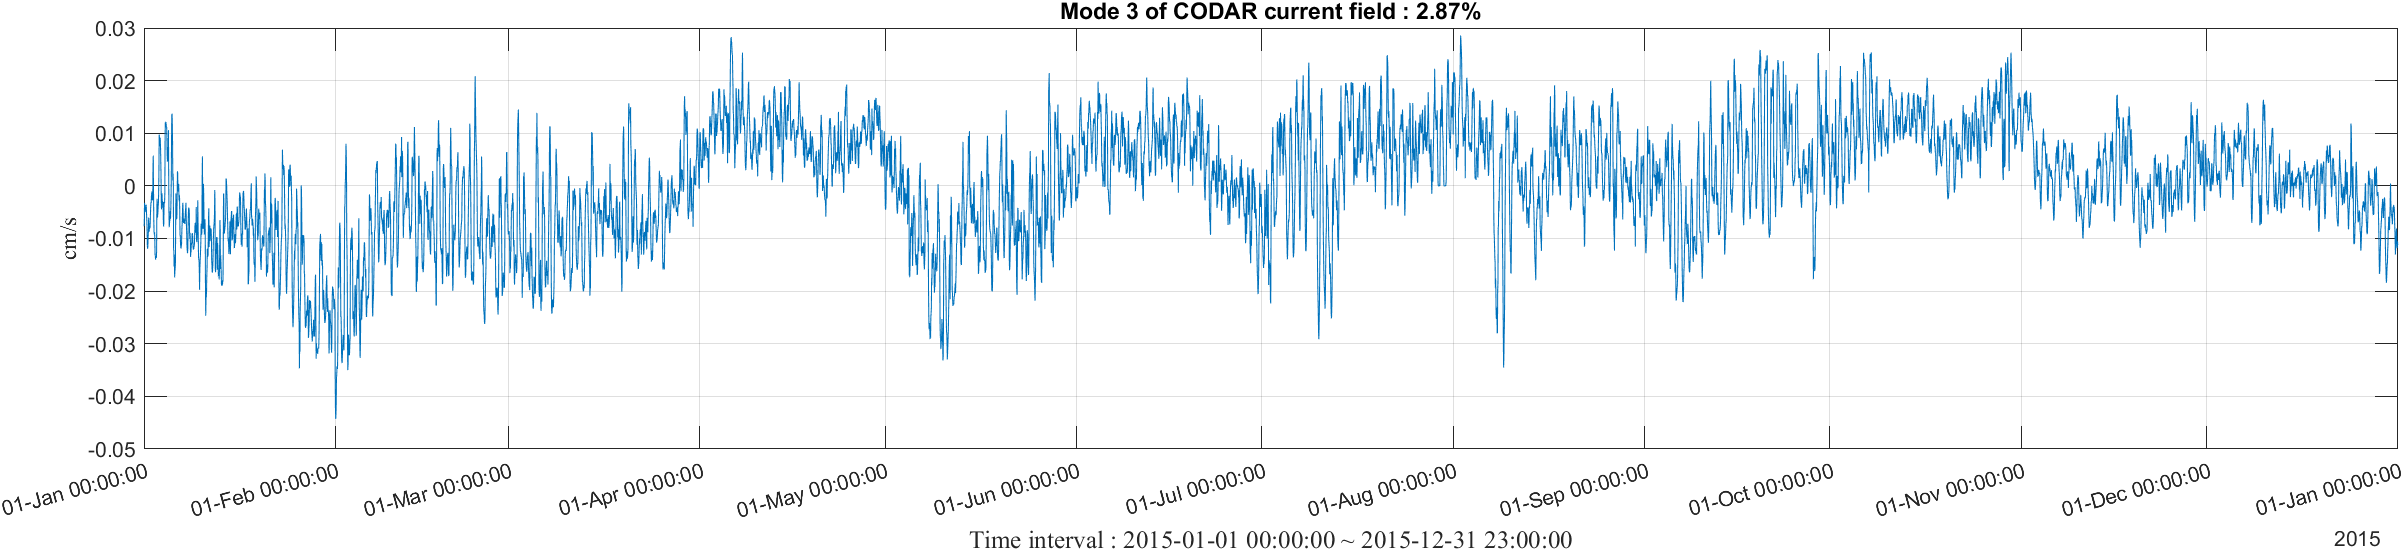 Mode 3 of CODAR current field : 2.87%
0.03
0.02
0.01
0
-0.01
-0.02
-0.03
-0.04
-0.05
cm/s
01-Jan 00:00:00
01-Feb 00:00:00
01-Mar 00:00:00
01-Apr 00:00:00
01-May 00:00:00
01-Jun 00:00:00
01-Jul 00:00:00
01-Aug 00:00:00
01-Sep 00:00:00
01-Oct 00:00:00
01-Nov 00:00:00
01-Dec 00:00:00
01-Jan 00:00:00
Time interval : 2015-01-01 00:00:00 ~ 2015-12-31 23:00:00
2015